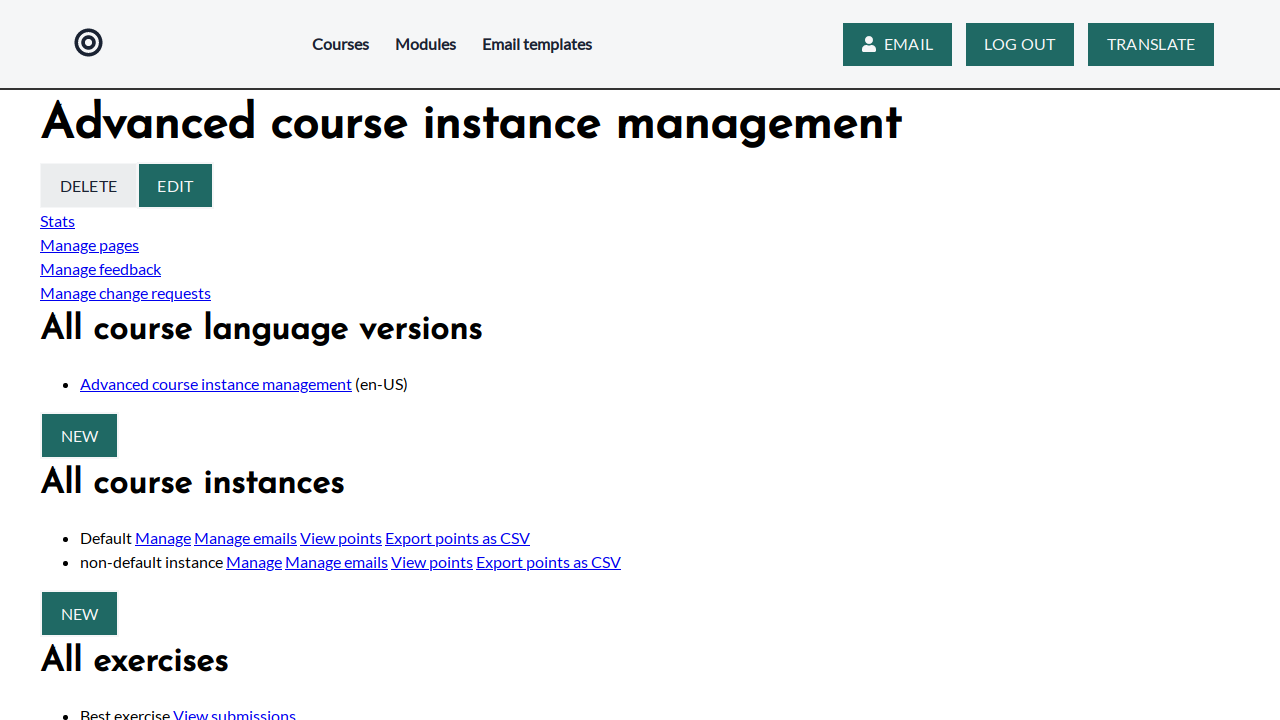 Courses Modules Email templates EMAIL LOG OUT TRANSLATE
Advanced course instance management
DELETE EDIT
Stats
Manage pages
Manage feedback
Manage change requests
All course language versions
Advanced course instance management (en-US)
NEW
All course instances
Default Manage Manage emails View points Export points as CSV
non-default instance Manage Manage emails View points Export points as CSV
NEW
All exercises
Best exercise View submissions